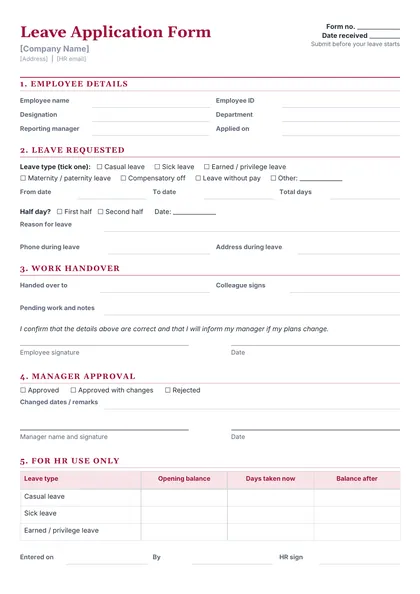 Leave Application Form
Form no. ____________
[Company Name]
Date received ________
[Address] | [HR email]
Submit before your leave starts
1. EMPLOYEE DETAILS
Employee name
Employee ID
Designation
Department
Reporting manager
Applied on
2. LEAVE REQUESTED
Leave type (tick one): ☐ Casual leave ☐ Sick leave ☐ Earned / privilege leave
☐ Maternity / paternity leave ☐ Compensatory off ☐ Leave without pay ☐ Other: ____________
From date
To date
Total days
Half day? ☐ First half ☐ Second half Date: ____________
Reason for leave
Phone during leave
Address during leave
3. WORK HANDOVER
Handed over to
Colleague signs
Pending work and notes
I confirm that the details above are correct and that I will inform my manager if my plans change.
Employee signature
Date
4. MANAGER APPROVAL
☐ Approved ☐ Approved with changes ☐ Rejected
Changed dates / remarks
Manager name and signature
Date
5. FOR HR USE ONLY
Leave type Opening balance Days taken now Balance after
Casual leave
Sick leave
Earned / privilege leave
Entered on
By
HR sign